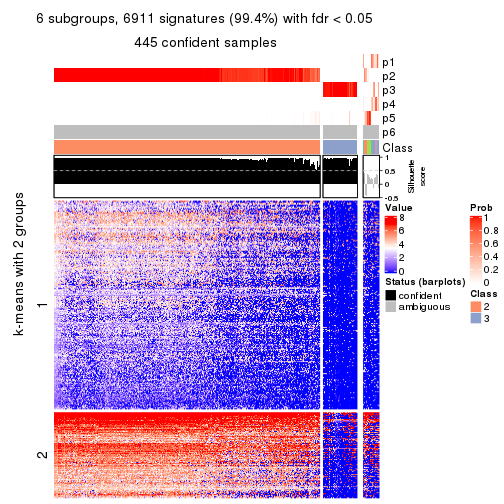 6 subgroups, 6911 signatures (99.4%) with fdr < 0.05
445 confident samples
p1
p2
p3
p4
p5
p6
Class
1
0.5
0
-0.5
Silhouette
score
k-means with 2 groups
1
2
Value
8
6
4
2
0
Status (barplots)
confident
ambiguous
Prob
1
0.8
0.6
0.4
0.2
0
Class
2
3